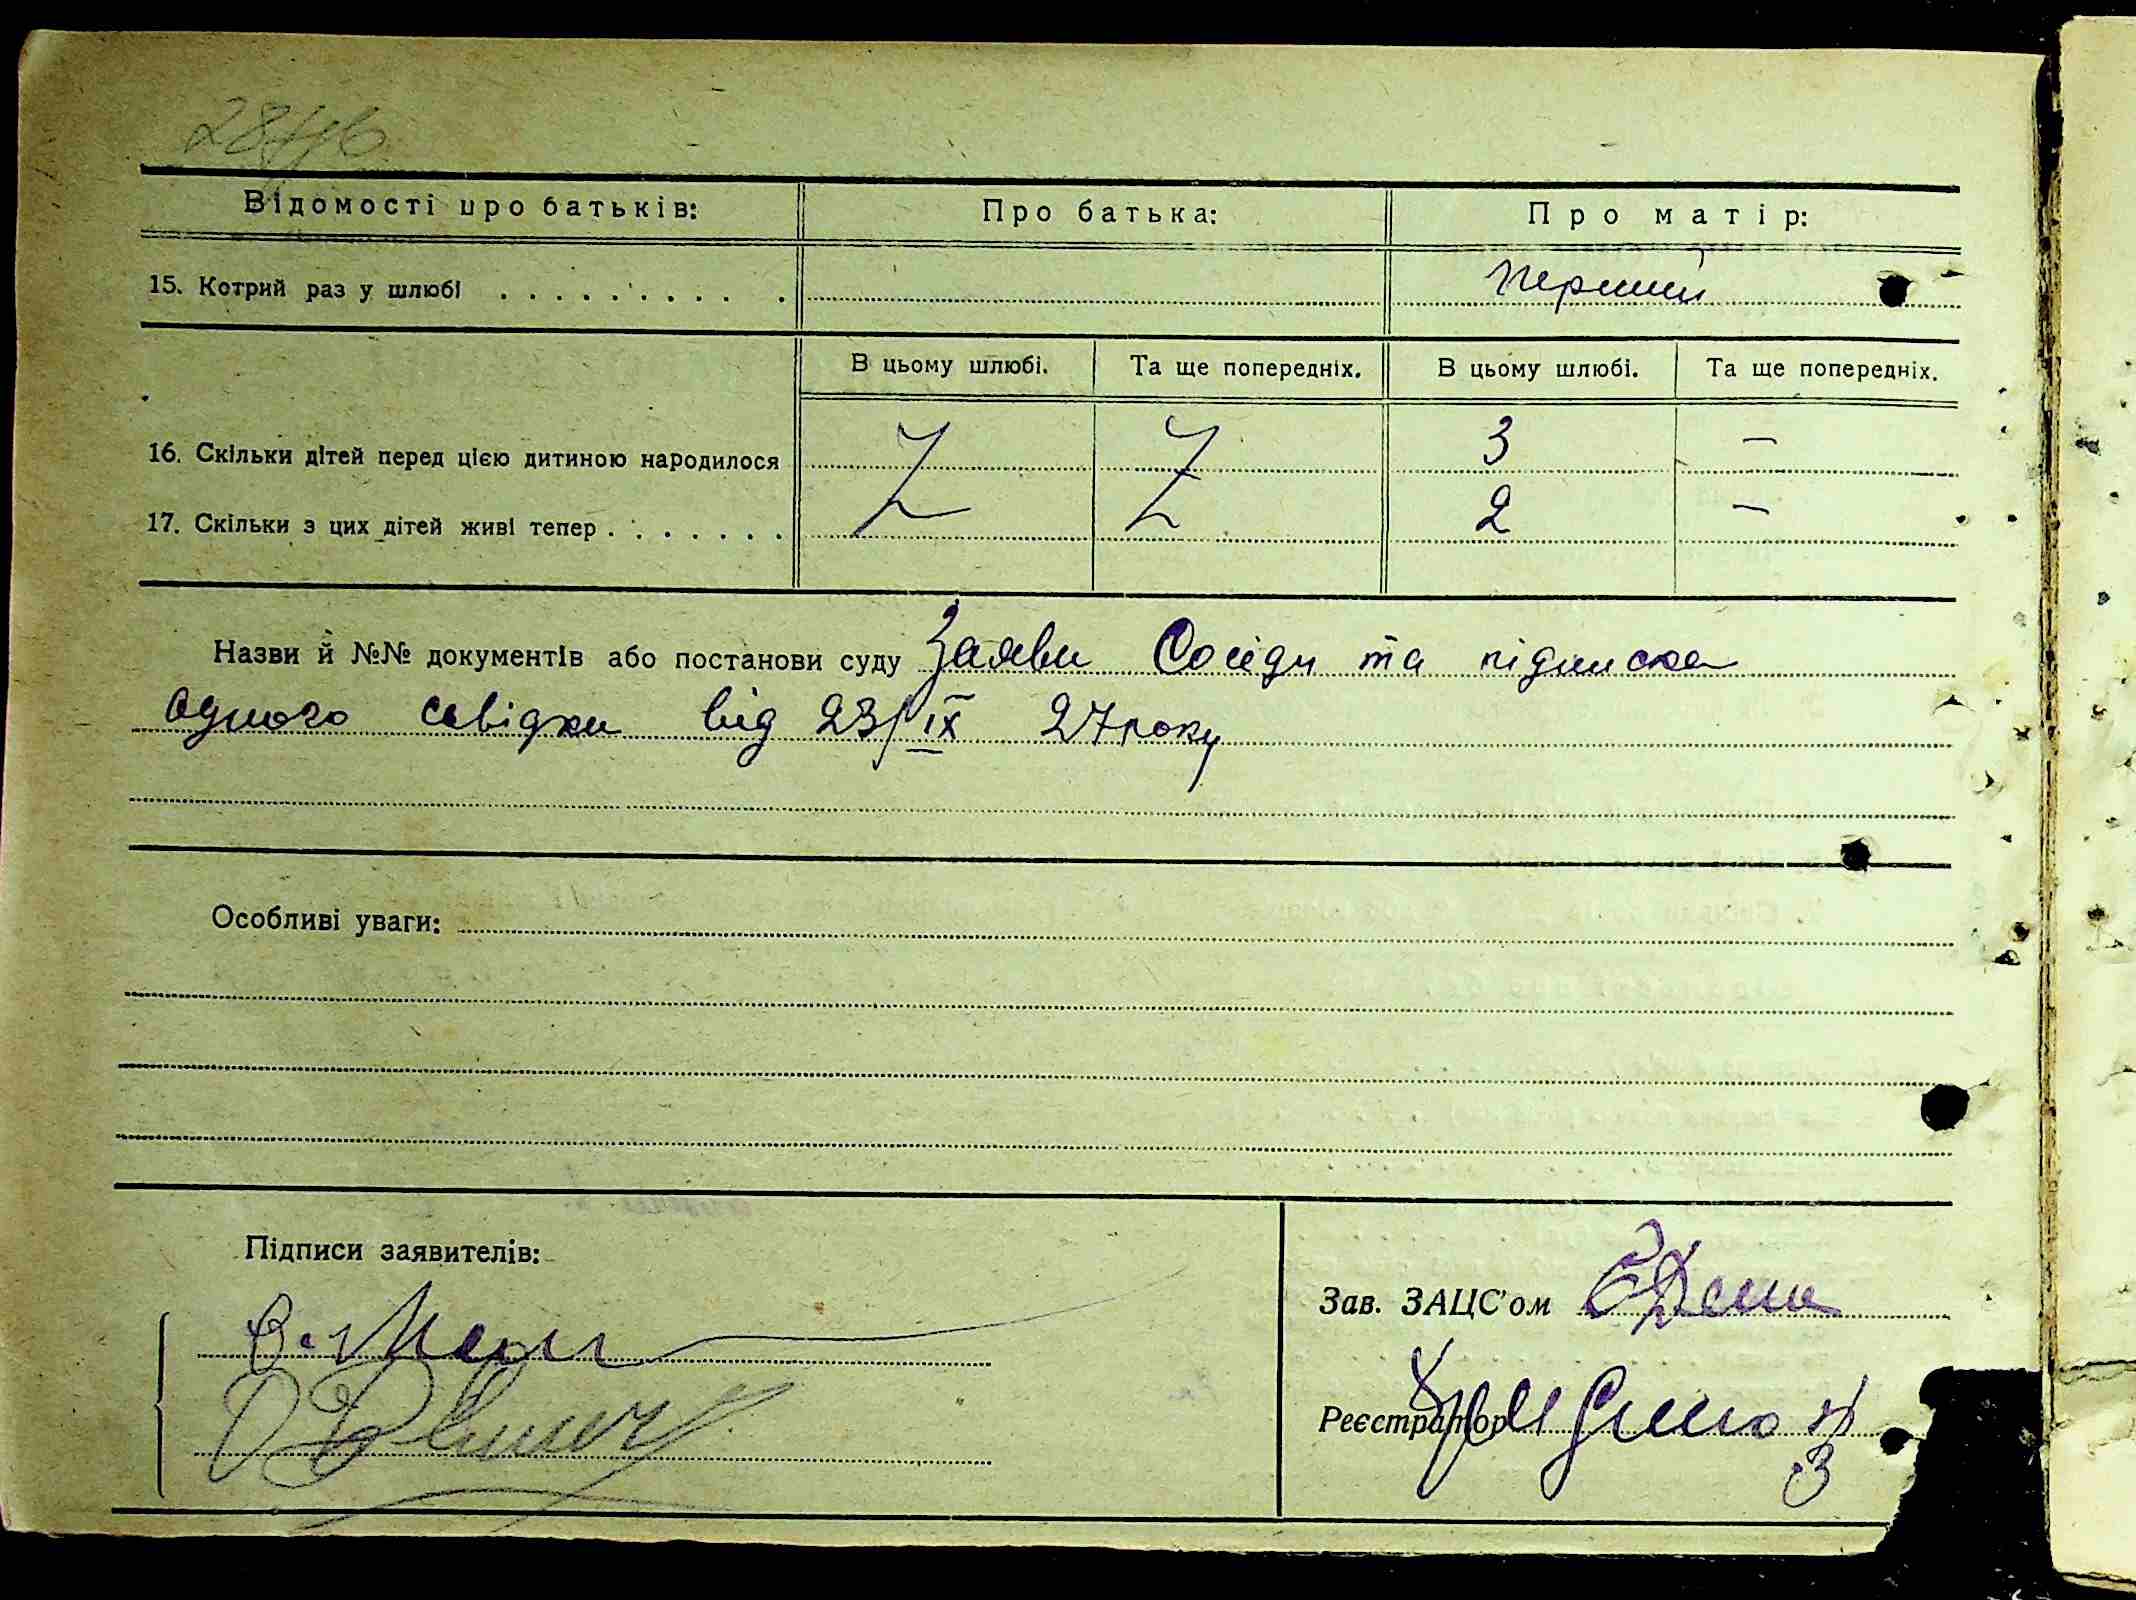 Відомості про батьків: Про батька: Про матір:
15. Котрий раз у шлюбі перший
В цьому шлюбі. Та ще попередніх. В цьому шлюбі. Та ще попередніх.
16. Скільки дітей перед цією дитиною народилося Z Z 3 —
17. Скільки з цих дітей живі тепер 2 —
Назви й №№ документів або постанови суду Заяви Сосіди та підписка
одного свідки від 23/IX 27 року
Особливі уваги:
Підписи заявителів:
Зав. ЗАЦС'ом
Реєстратор